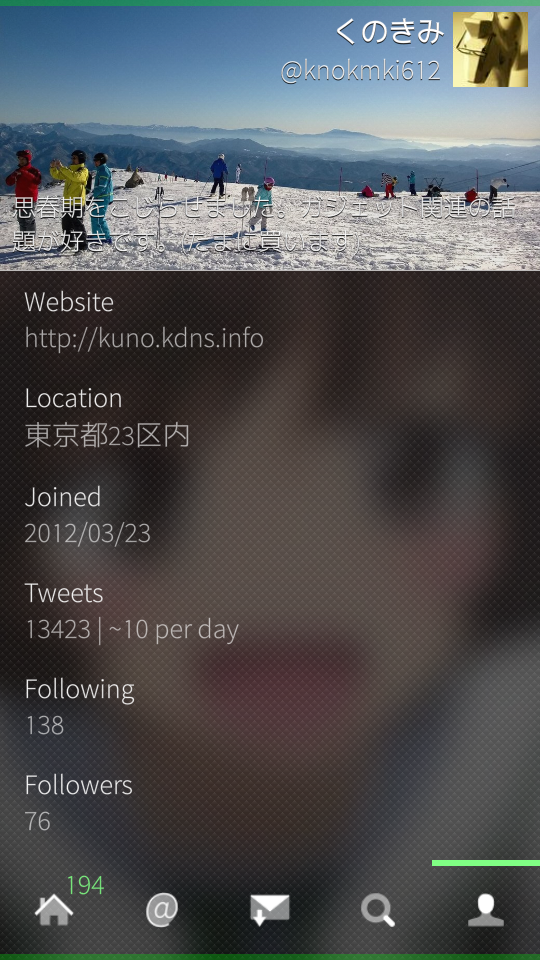 くのきみ
@knokmki612
思春期をこじらせました。ガジェット関連の話
題が好きです。(たまに買います)
Website
http://kuno.kdns.info
Location
東京都23区内
Joined
2012/03/23
Tweets
13423 | ~10 per day
Following
138
Followers
76
194
@